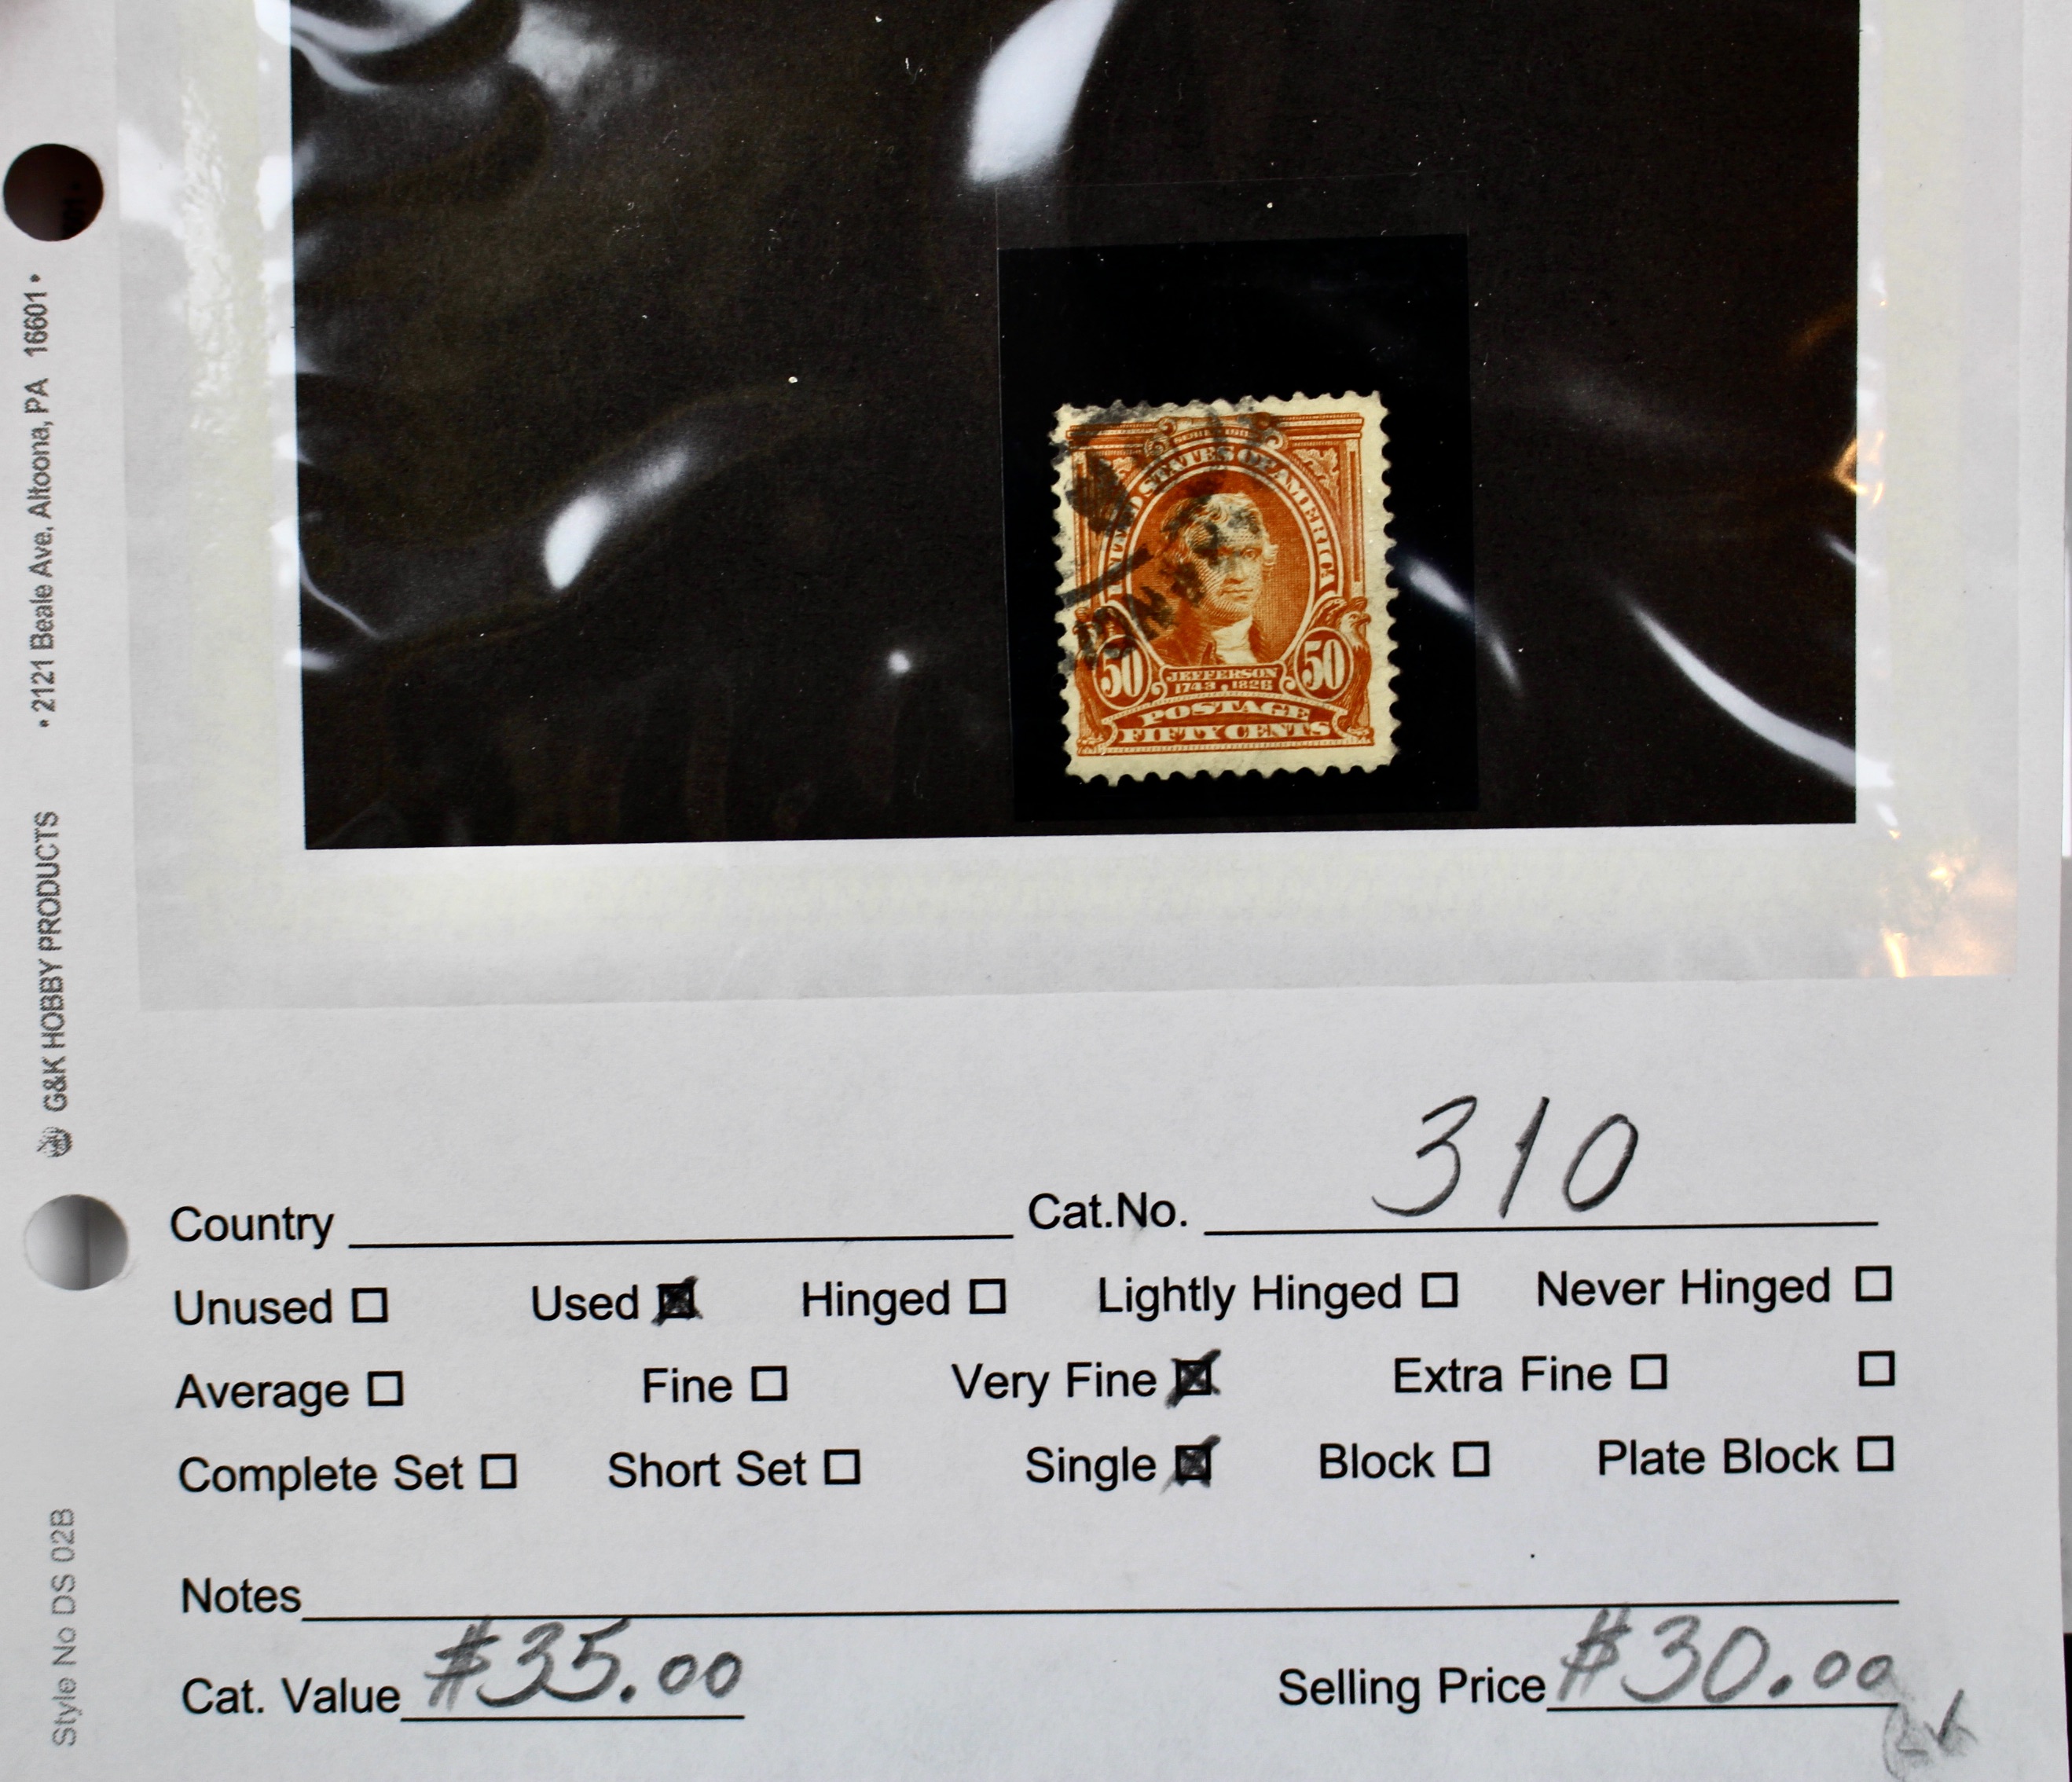 SERIES 1902
UNITED STATES OF AMERICA
50 JEFFERSON 50
1743 1826
POSTAGE
FIFTY CENTS
G&K HOBBY PRODUCTS • 2121 Beale Ave, Altoona, PA 16601 •
Style No DS 02B
Country Cat.No. 310
Unused Used Hinged Lightly Hinged Never Hinged
Average Fine Very Fine Extra Fine
Complete Set Short Set Single Block Plate Block
Notes
Cat. Value $35.00 Selling Price $30.00